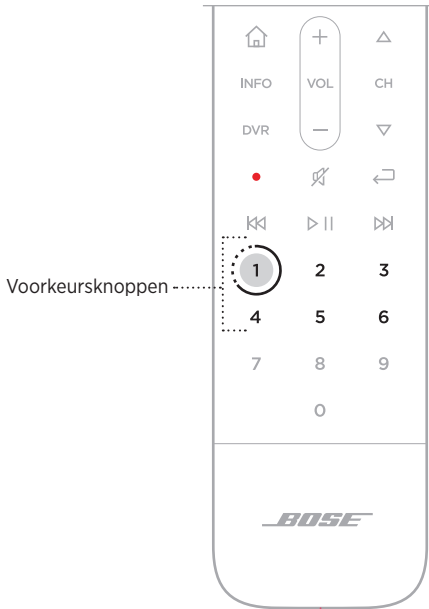 INFO VOL CH
DVR
1 2 3
Voorkeursknoppen
4 5 6
7 8 9
0
BOSE